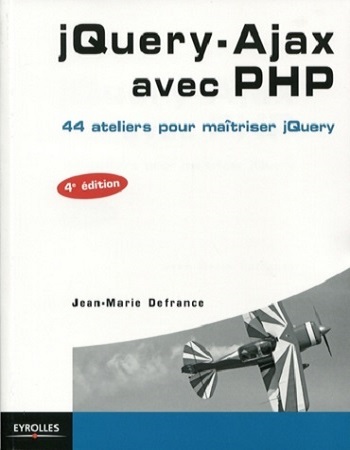 jQuery-Ajax
avec PHP
44 ateliers pour maîtriser jQuery
4e édition
Jean-Marie Defrance
EYROLLES